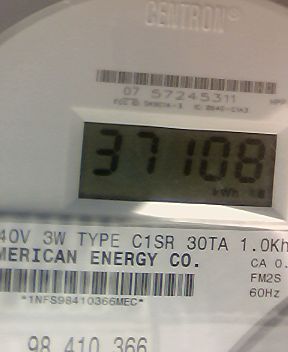 CENTRON®
07 57245311
37108
kWh
40V 3W TYPE C1SR 30TA 1.0Kh
MERICAN ENERGY CO.
CA 0.
FM2S
60Hz
*1NFS98410366MEC*
98 410 366